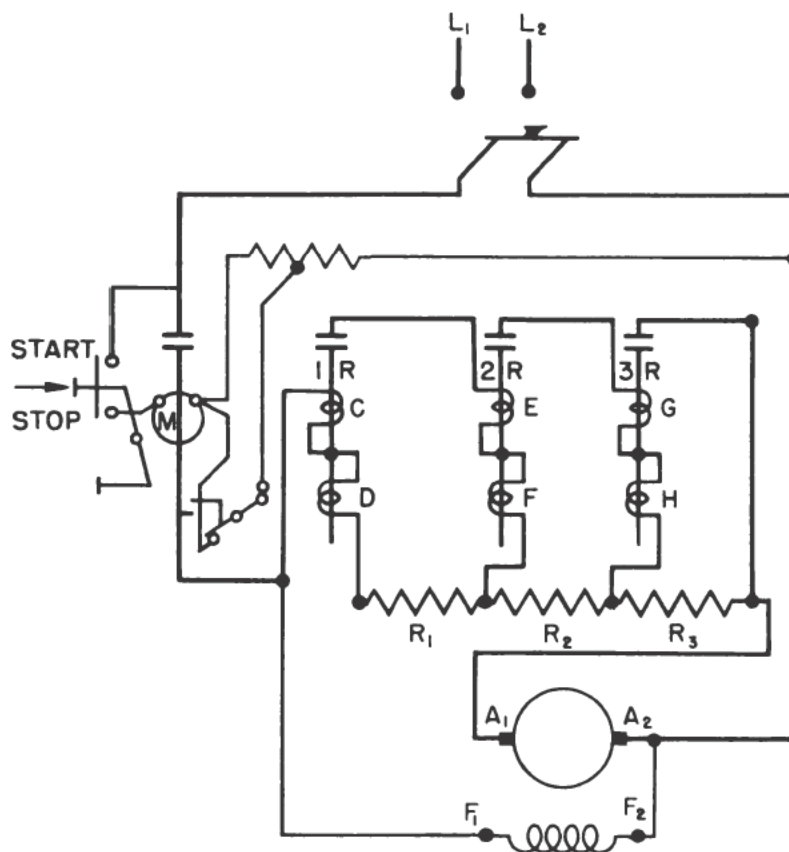 L₁ L₂
START
STOP
M
1 R 2 R 3 R
C E G
D F H
R₁ R₂ R₃
A₁ A₂
F₁ F₂